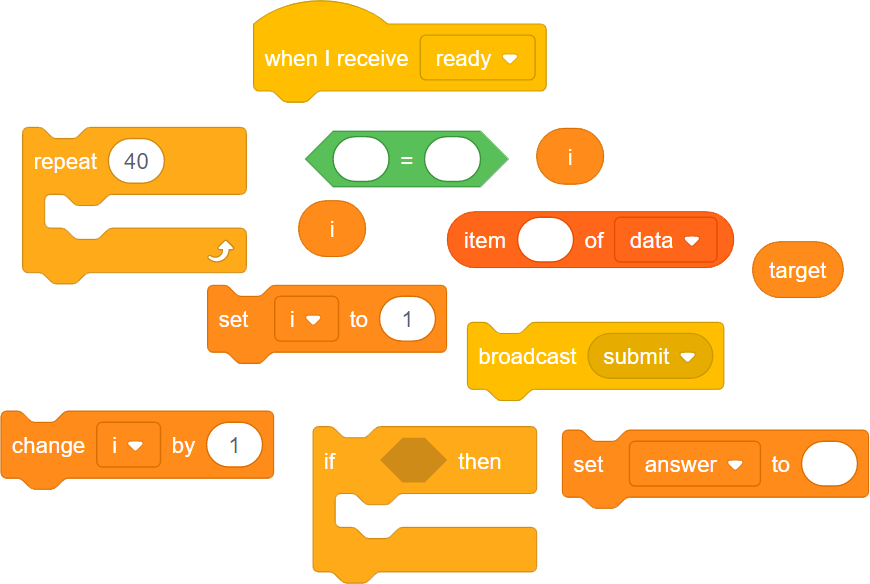 when I receive ready
repeat 40
=
i
i
item of data
target
set i to 1
broadcast submit
change i by 1
if then
set answer to